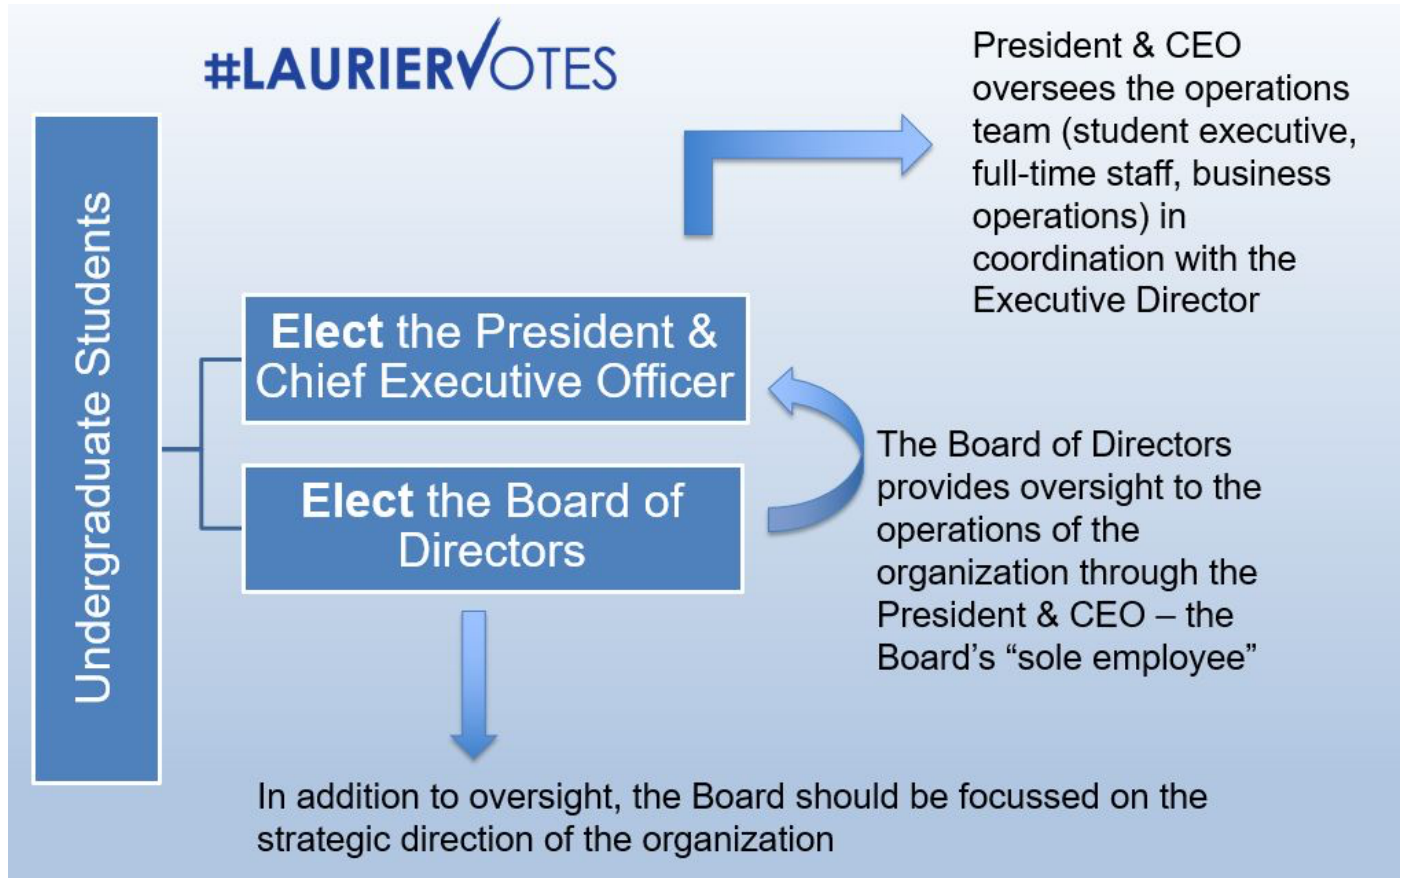 #LAURIERVOTES
President & CEO
oversees the operations
team (student executive,
full-time staff, business
operations) in
coordination with the
Executive Director
Undergraduate Students
Elect the President &
Chief Executive Officer
Elect the Board of
Directors
The Board of Directors
provides oversight to the
operations of the
organization through the
President & CEO – the
Board’s “sole employee”
In addition to oversight, the Board should be focussed on the
strategic direction of the organization